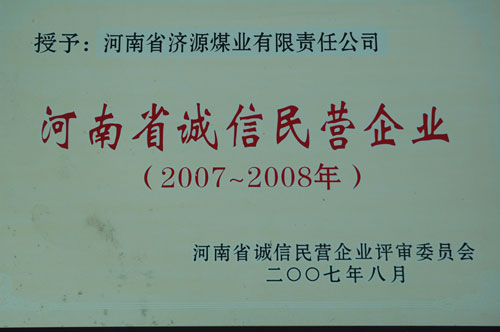 授予：河南省济源煤业有限责任公司
河南省诚信民营企业
（2007~2008年）
河南省诚信民营企业评审委员会
二〇〇七年八月